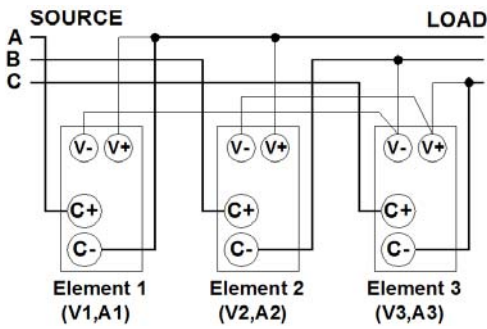 SOURCE LOAD
A
B
C
V- V+ V- V+ V- V+
C+ C+ C+
C- C- C-
Element 1 Element 2 Element 3
(V1,A1) (V2,A2) (V3,A3)